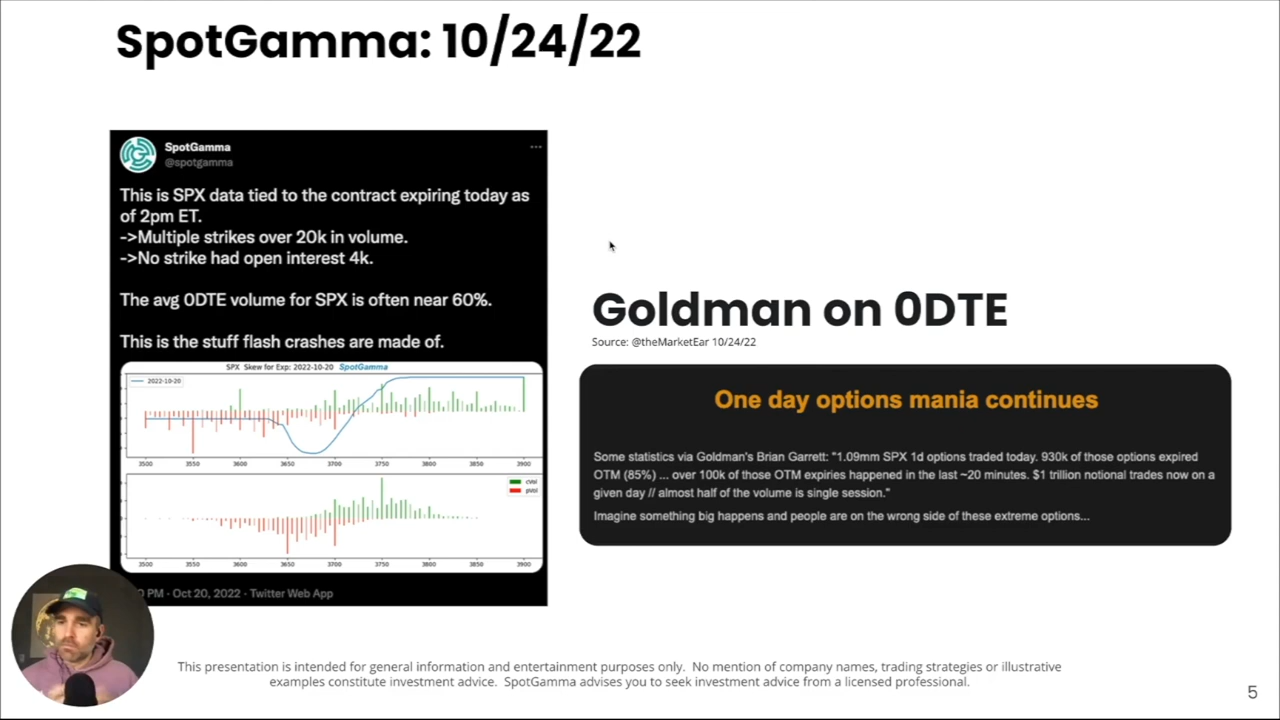 SpotGamma: 10/24/22
SpotGamma
@spotgamma
This is SPX data tied to the contract expiring today as
of 2pm ET.
->Multiple strikes over 20k in volume.
->No strike had open interest 4k.
The avg 0DTE volume for SPX is often near 60%.
This is the stuff flash crashes are made of.
SPX Skew for Exp: 2022-10-20 SpotGamma
2022-10-20
3500 3550 3600 3650 3700 3750 3800 3850 3900
cVol
pVol
3500 3550 3600 3650 3700 3750 3800 3850 3900
PM · Oct 20, 2022 · Twitter Web App
Goldman on 0DTE
Source: @theMarketEar 10/24/22
One day options mania continues
Some statistics via Goldman's Brian Garrett: "1.09mm SPX 1d options traded today. 930k of those options expired
OTM (85%) ... over 100k of those OTM expiries happened in the last ~20 minutes. $1 trillion notional trades now on a
given day // almost half of the volume is single session."
Imagine something big happens and people are on the wrong side of these extreme options...
This presentation is intended for general information and entertainment purposes only. No mention of company names, trading strategies or illustrative
examples constitute investment advice. SpotGamma advises you to seek investment advice from a licensed professional.
5